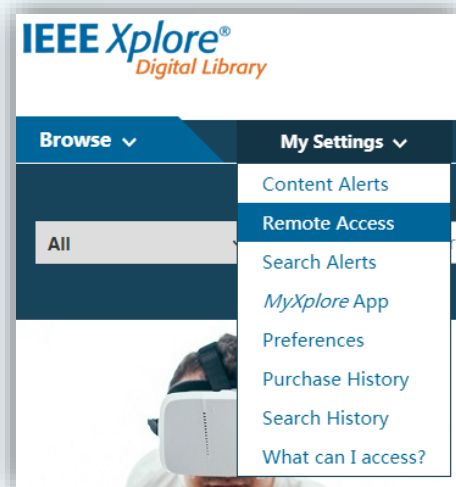 IEEE Xplore®
Digital Library
Browse
My Settings
Content Alerts
All
Remote Access
Search Alerts
MyXplore App
Preferences
Purchase History
Search History
What can I access?